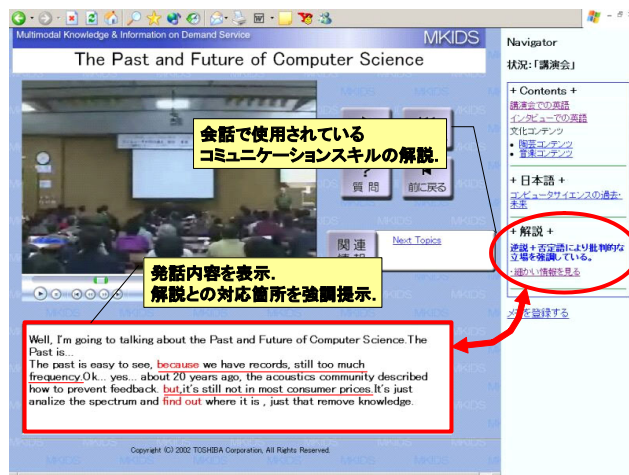 Multimodal Knowledge & Information on Demand Service
MKIDS
The Past and Future of Computer Science
会話で使用されている
コミュニケーションスキルの解説.
質 問
前に戻る
関 連
Next Topics
発話内容を表示.
解説との対応箇所を強調提示.
Well, I'm going to talking about the Past and Future of Computer Science.The
Past is...
The past is easy to see, because we have records, still too much
frequency.Ok... yes... about 20 years ago, the acoustics community described
how to prevent feedback. but,it's still not in most consumer prices.It's just
analize the spectrum and find out where it is , just that remove knowledge.
Copyright (C) 2002 TOSHIBA Corporation, All Rights Reserved.
Navigator
状況:「講演会」
+ Contents +
講演会での英語
インタビューでの英語
文化コンテンツ
• 陶芸コンテンツ
• 音楽コンテンツ
+ 日本語 +
コンピュータサイエンスの過去・
未来
+ 解説 +
逆説+否定語により批判的な
立場を強調している。
・細かい情報を見る
メモを登録する